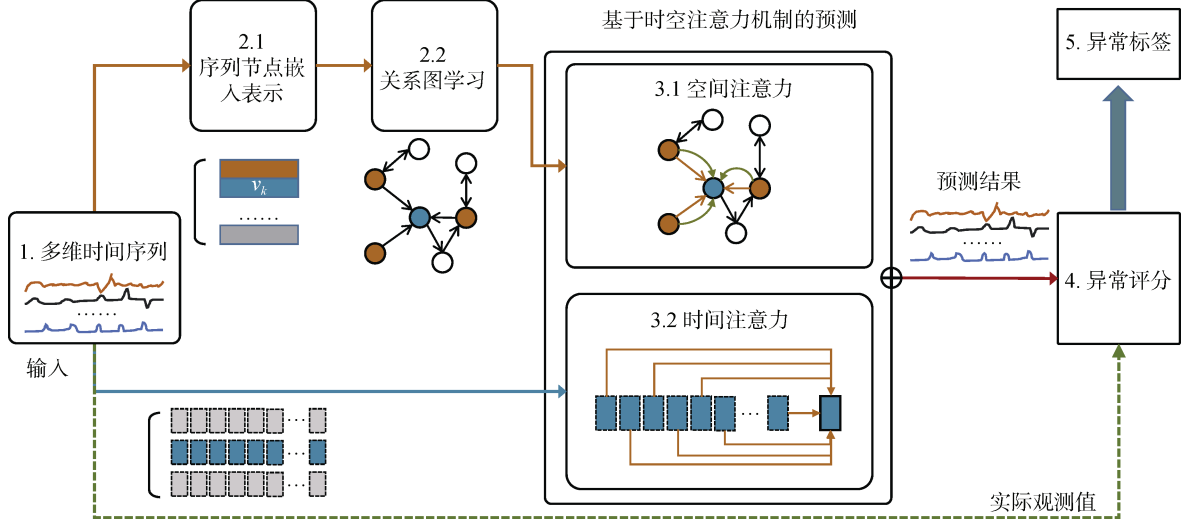 基于时空注意力机制的预测
2.1
序列节点嵌
入表示
2.2
关系图学习
3.1 空间注意力
5. 异常标签
v_k
……
预测结果
……
1. 多维时间序列
……
4. 异常评分
3.2 时间注意力
…
输入
…
…
…
实际观测值